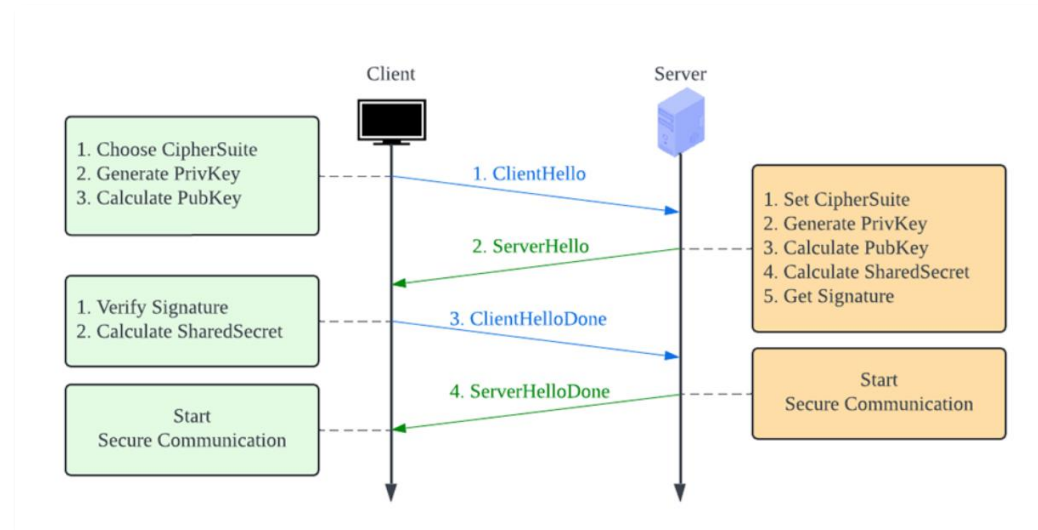 Client
Server
1. Choose CipherSuite
2. Generate PrivKey
3. Calculate PubKey
1. ClientHello
1. Set CipherSuite
2. Generate PrivKey
3. Calculate PubKey
4. Calculate SharedSecret
5. Get Signature
2. ServerHello
1. Verify Signature
2. Calculate SharedSecret
3. ClientHelloDone
4. ServerHelloDone
Start
Secure Communication
Start
Secure Communication